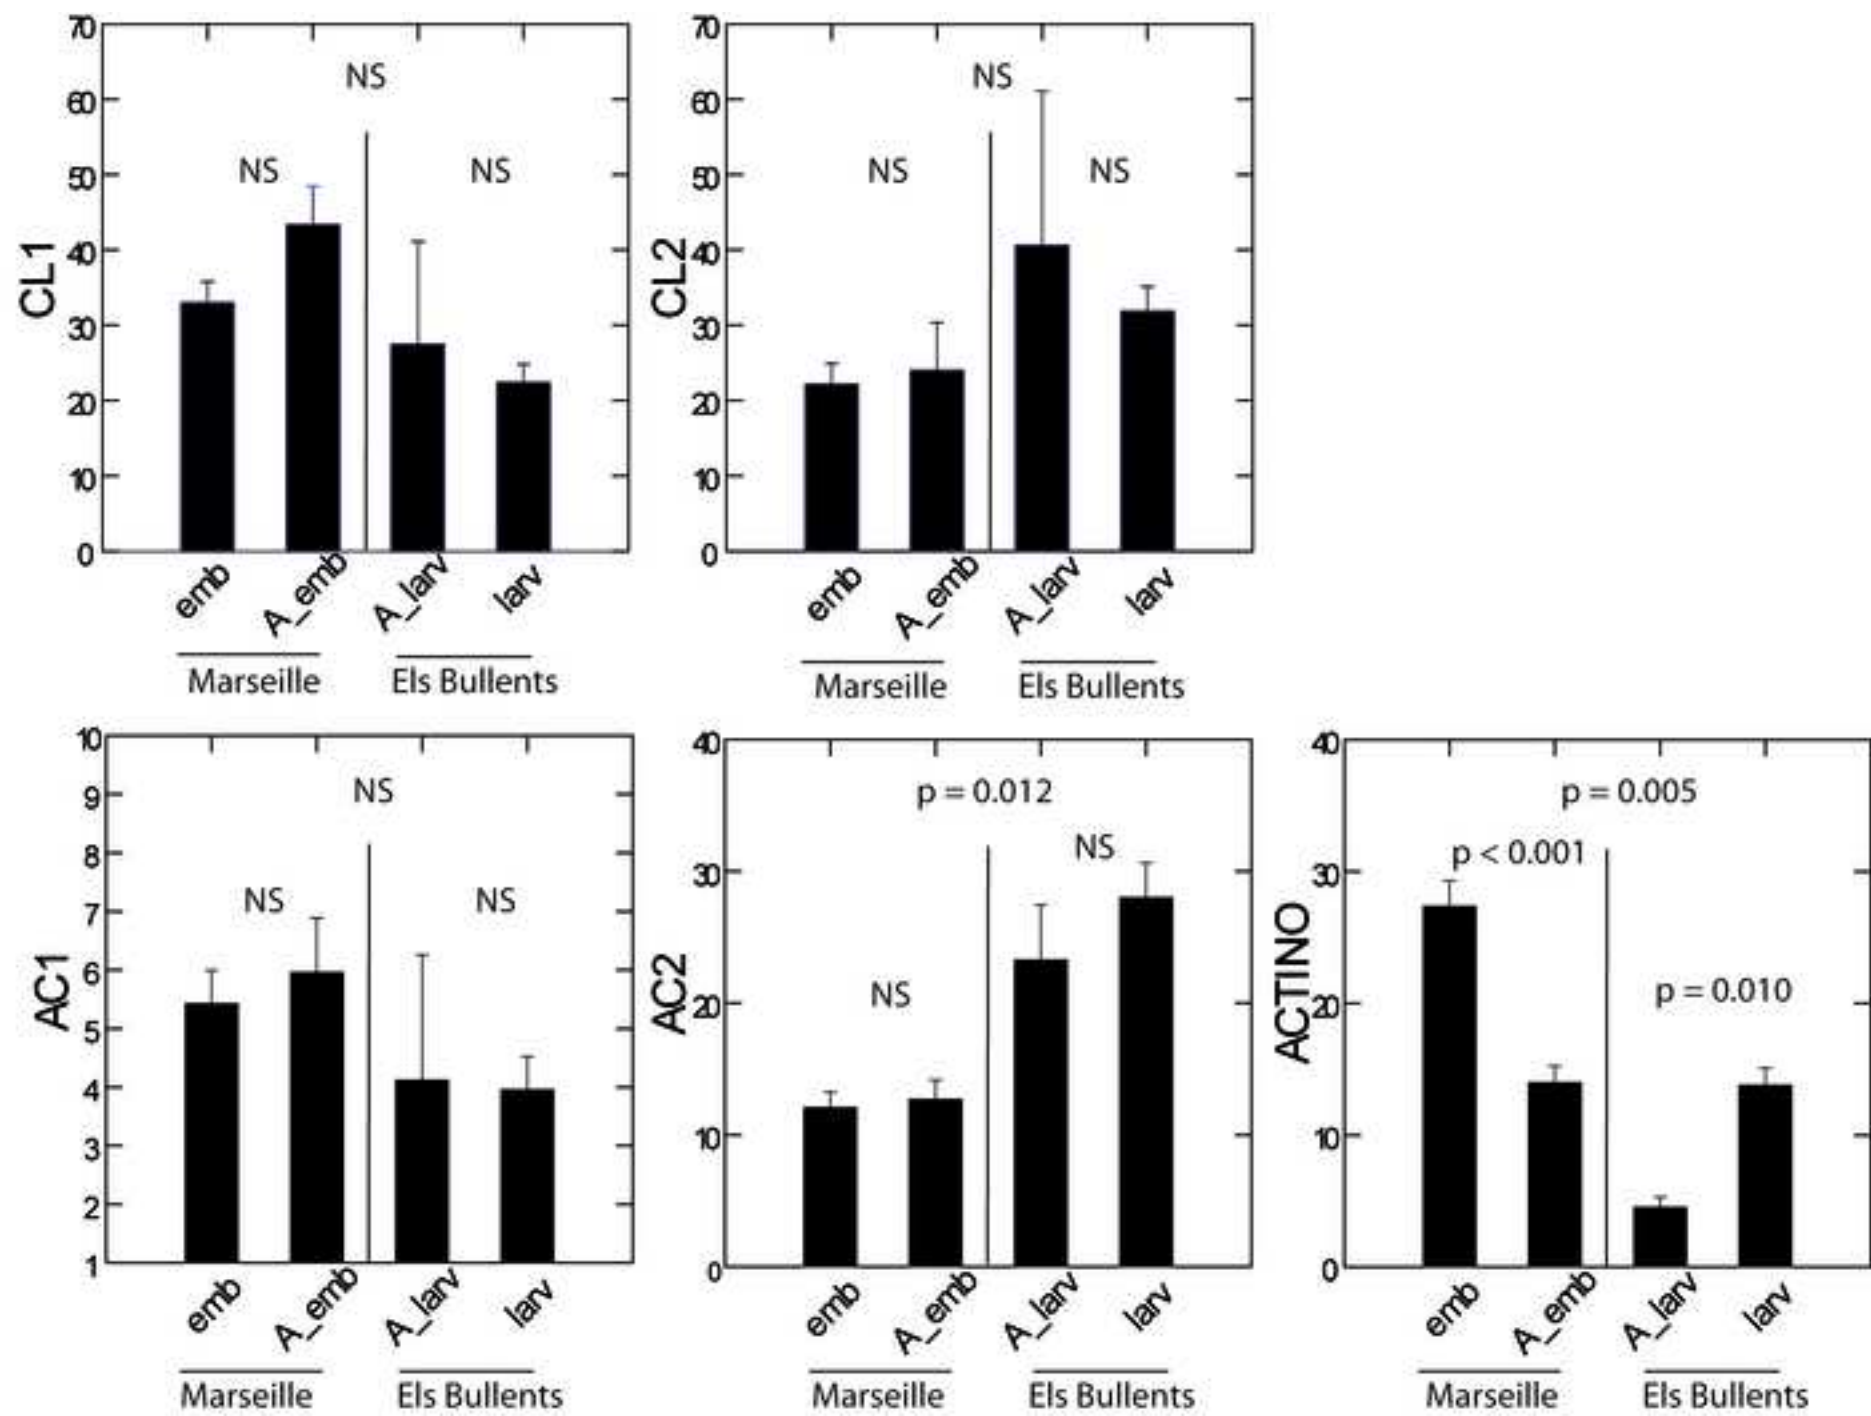 CL1
70
60
50
40
30
20
10
0
NS
NS
NS
emb
A_emb
A_larv
larv
Marseille
Els Bullents
CL2
70
60
50
40
30
20
10
0
NS
NS
NS
emb
A_emb
A_larv
larv
Marseille
Els Bullents
AC1
10
9
8
7
6
5
4
3
2
1
NS
NS
NS
emb
A_emb
A_larv
larv
Marseille
Els Bullents
AC2
40
30
20
10
0
p = 0.012
NS
NS
emb
A_emb
A_larv
larv
Marseille
Els Bullents
ACTINO
40
30
20
10
0
p = 0.005
p < 0.001
p = 0.010
emb
A_emb
A_larv
larv
Marseille
Els Bullents